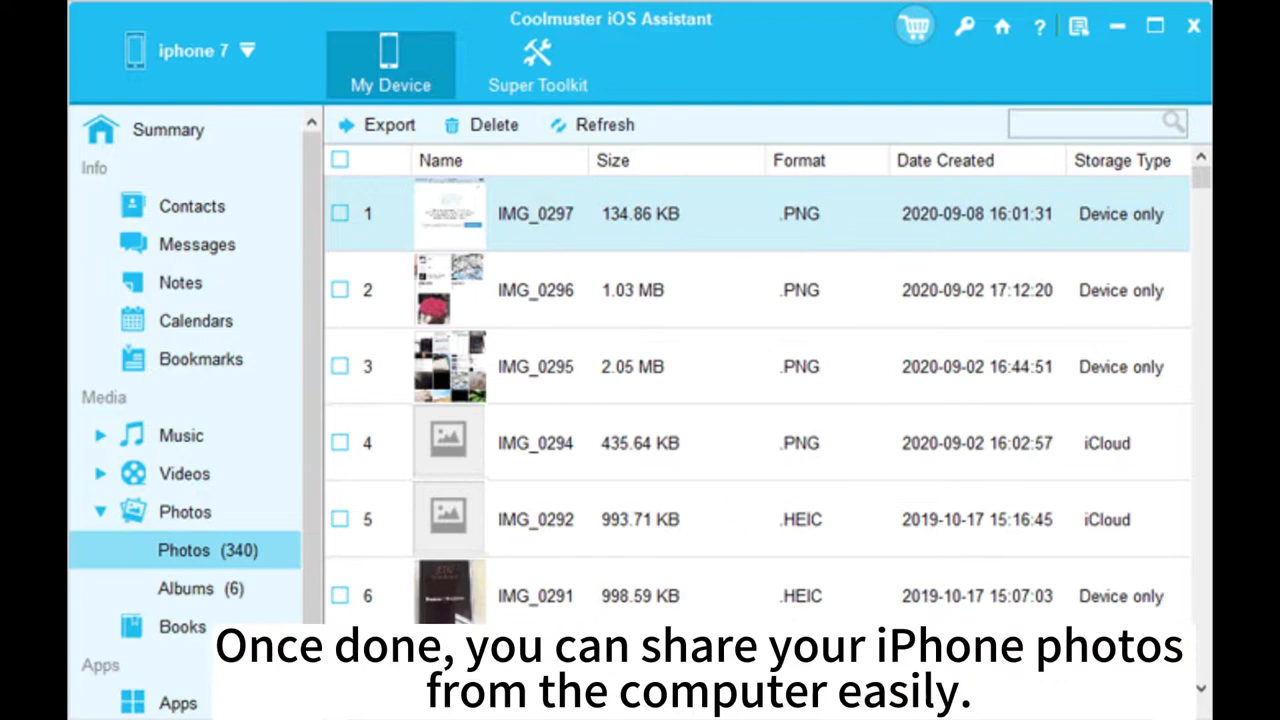 Coolmuster iOS Assistant
iphone 7
My Device
Super Toolkit
?
Summary
Info
Contacts
Messages
Notes
Calendars
Bookmarks
Media
Music
Videos
Photos
Photos (340)
Albums (6)
Books
Apps
Apps
Export Delete Refresh
Name Size Format Date Created Storage Type
1 IMG_0297 134.86 KB .PNG 2020-09-08 16:01:31 Device only
2 IMG_0296 1.03 MB .PNG 2020-09-02 17:12:20 Device only
3 IMG_0295 2.05 MB .PNG 2020-09-02 16:44:51 Device only
4 IMG_0294 435.64 KB .PNG 2020-09-02 16:02:57 iCloud
5 IMG_0292 993.71 KB .HEIC 2019-10-17 15:16:45 iCloud
6 IMG_0291 998.59 KB .HEIC 2019-10-17 15:07:03 Device only
Once done, you can share your iPhone photos
from the computer easily.